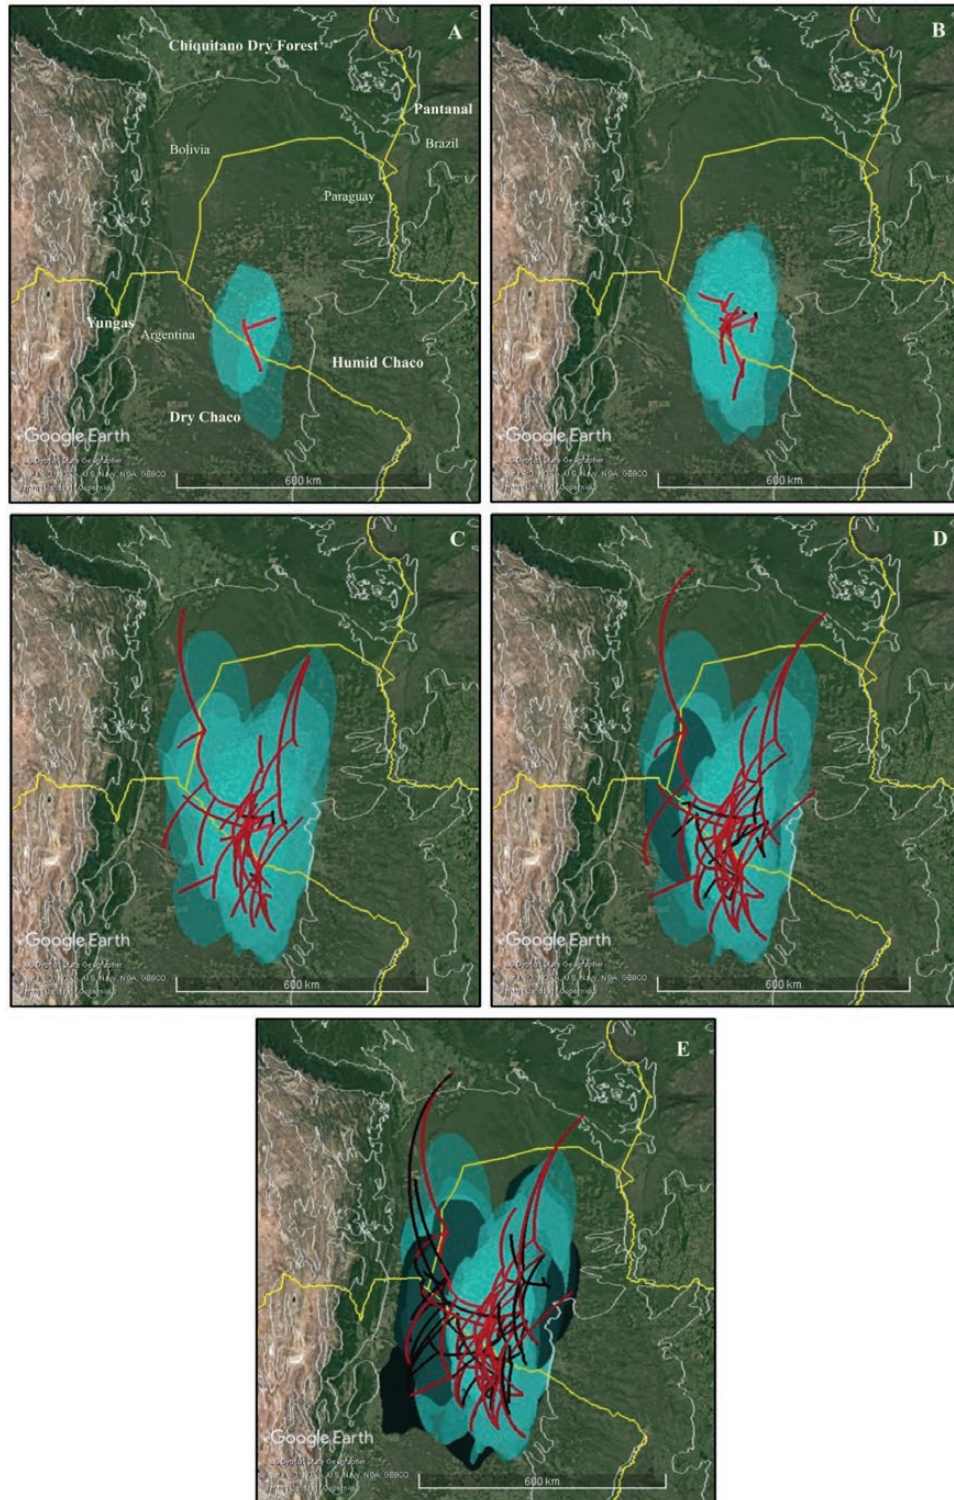 A
Chiquitano Dry Forest
Pantanal
Brazil
Bolivia
Paraguay
Yungas
Argentina
Humid Chaco
Dry Chaco
Google Earth
600 km
B
Google Earth
600 km
C
Google Earth
600 km
D
Google Earth
600 km
E
Google Earth
600 km